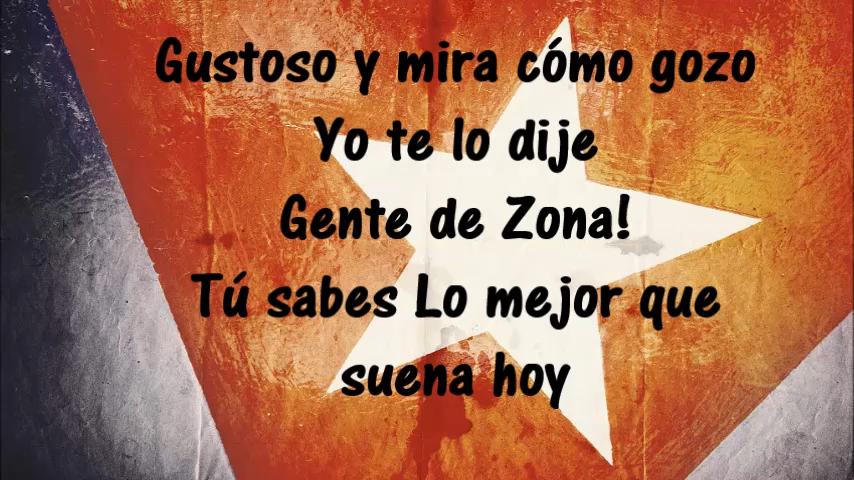 Gustoso y mira cómo gozo
Yo te lo dije
Gente de Zona!
Tú sabes Lo mejor que
suena hoy